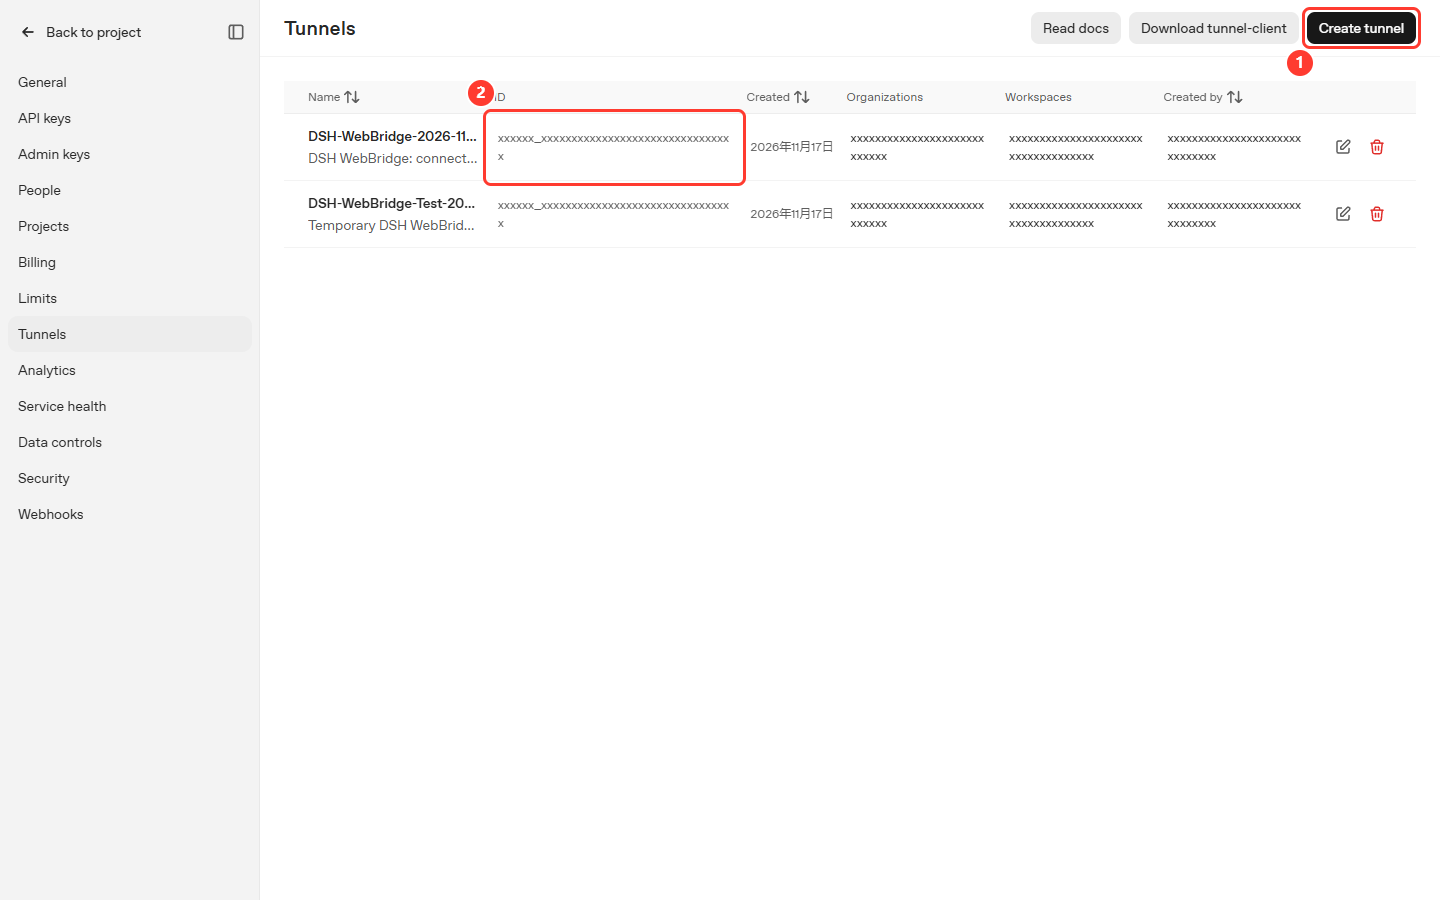 Back to project
General
API keys
Admin keys
People
Projects
Billing
Limits
Tunnels
Analytics
Service health
Data controls
Security
Webhooks
Tunnels
Read docs
Download tunnel-client
Create tunnel
1
2
Name
ID
Created
Organizations
Workspaces
Created by
DSH-WebBridge-2026-11...
DSH WebBridge: connect...
xxxxxx_xxxxxxxxxxxxxxxxxxxxxxxxxxxxxxx
x
2026年11月17日
xxxxxxxxxxxxxxxxxxxxxx
xxxxxx
xxxxxxxxxxxxxxxxxxxxxx
xxxxxxxxxxxxxx
xxxxxxxxxxxxxxxxxxxxxx
xxxxxxxx
DSH-WebBridge-Test-20...
Temporary DSH WebBrid...
xxxxxx_xxxxxxxxxxxxxxxxxxxxxxxxxxxxxxx
x
2026年11月17日
xxxxxxxxxxxxxxxxxxxxxx
xxxxxx
xxxxxxxxxxxxxxxxxxxxxx
xxxxxxxxxxxxxx
xxxxxxxxxxxxxxxxxxxxxx
xxxxxxxx